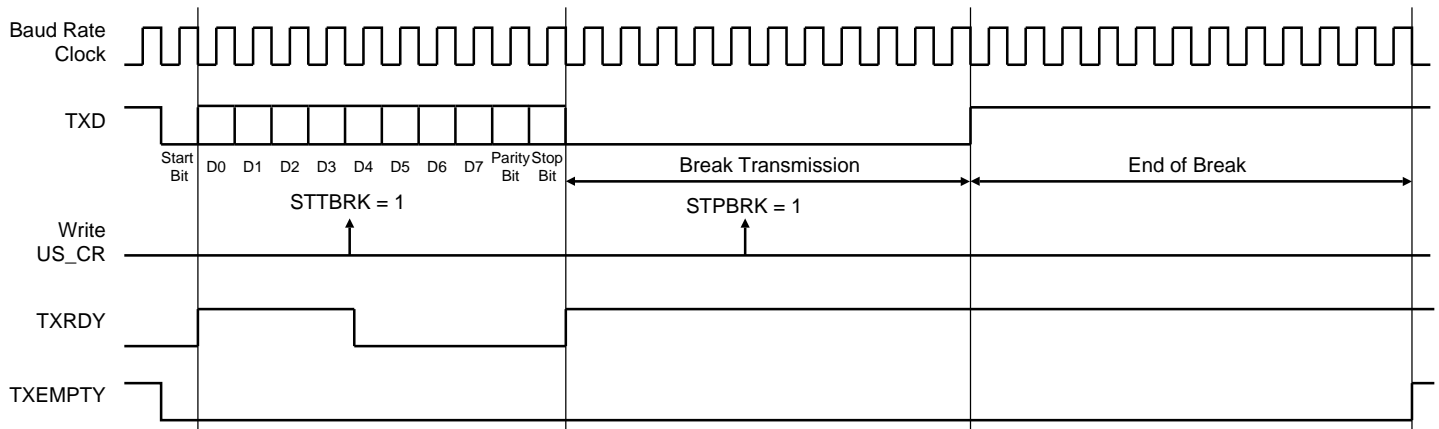 Baud Rate
Clock
TXD
Start
Bit
D0 D1 D2 D3 D4 D5 D6 D7
Parity
Bit
Stop
Bit
Break Transmission
End of Break
STTBRK = 1
STPBRK = 1
Write
US_CR
TXRDY
TXEMPTY